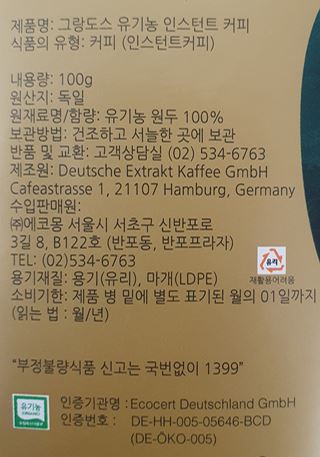 제품명: 그랑도스 유기농 인스턴트 커피
식품의 유형: 커피 (인스턴트커피)
내용량: 100g
원산지: 독일
원재료명/함량: 유기농 원두 100%
보관방법: 건조하고 서늘한 곳에 보관
반품 및 교환: 고객상담실 (02) 534-6763
제조원: Deutsche Extrakt Kaffee GmbH
Cafeastrasse 1, 21107 Hamburg, Germany
수입판매원:
㈜에코몽 서울시 서초구 신반포로
3길 8, B122호 (반포동, 반포프라자)
TEL: (02)534-6763
유리
재활용어려움
용기재질: 용기(유리), 마개(LDPE)
소비기한: 제품 병 밑에 별도 표기된 월의 01일까지
(읽는 법 : 월/년)
"부정불량식품 신고는 국번없이 1399"
유기농
ORGANIC
인증기관명 : Ecocert Deutschland GmbH
인증번호 : DE-HH-005-05646-BCD
(DE-ÖKO-005)